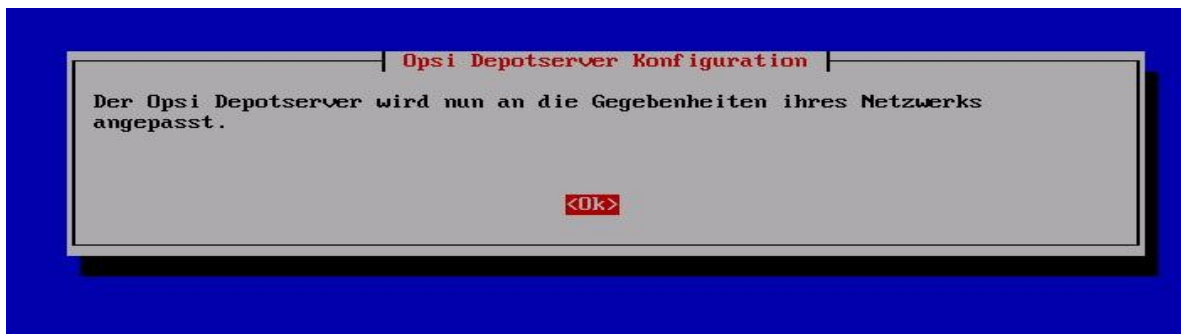 Opsi Depotserver Konfiguration
Der Opsi Depotserver wird nun an die Gegebenheiten ihres Netzwerks
angepasst.
<Ok>